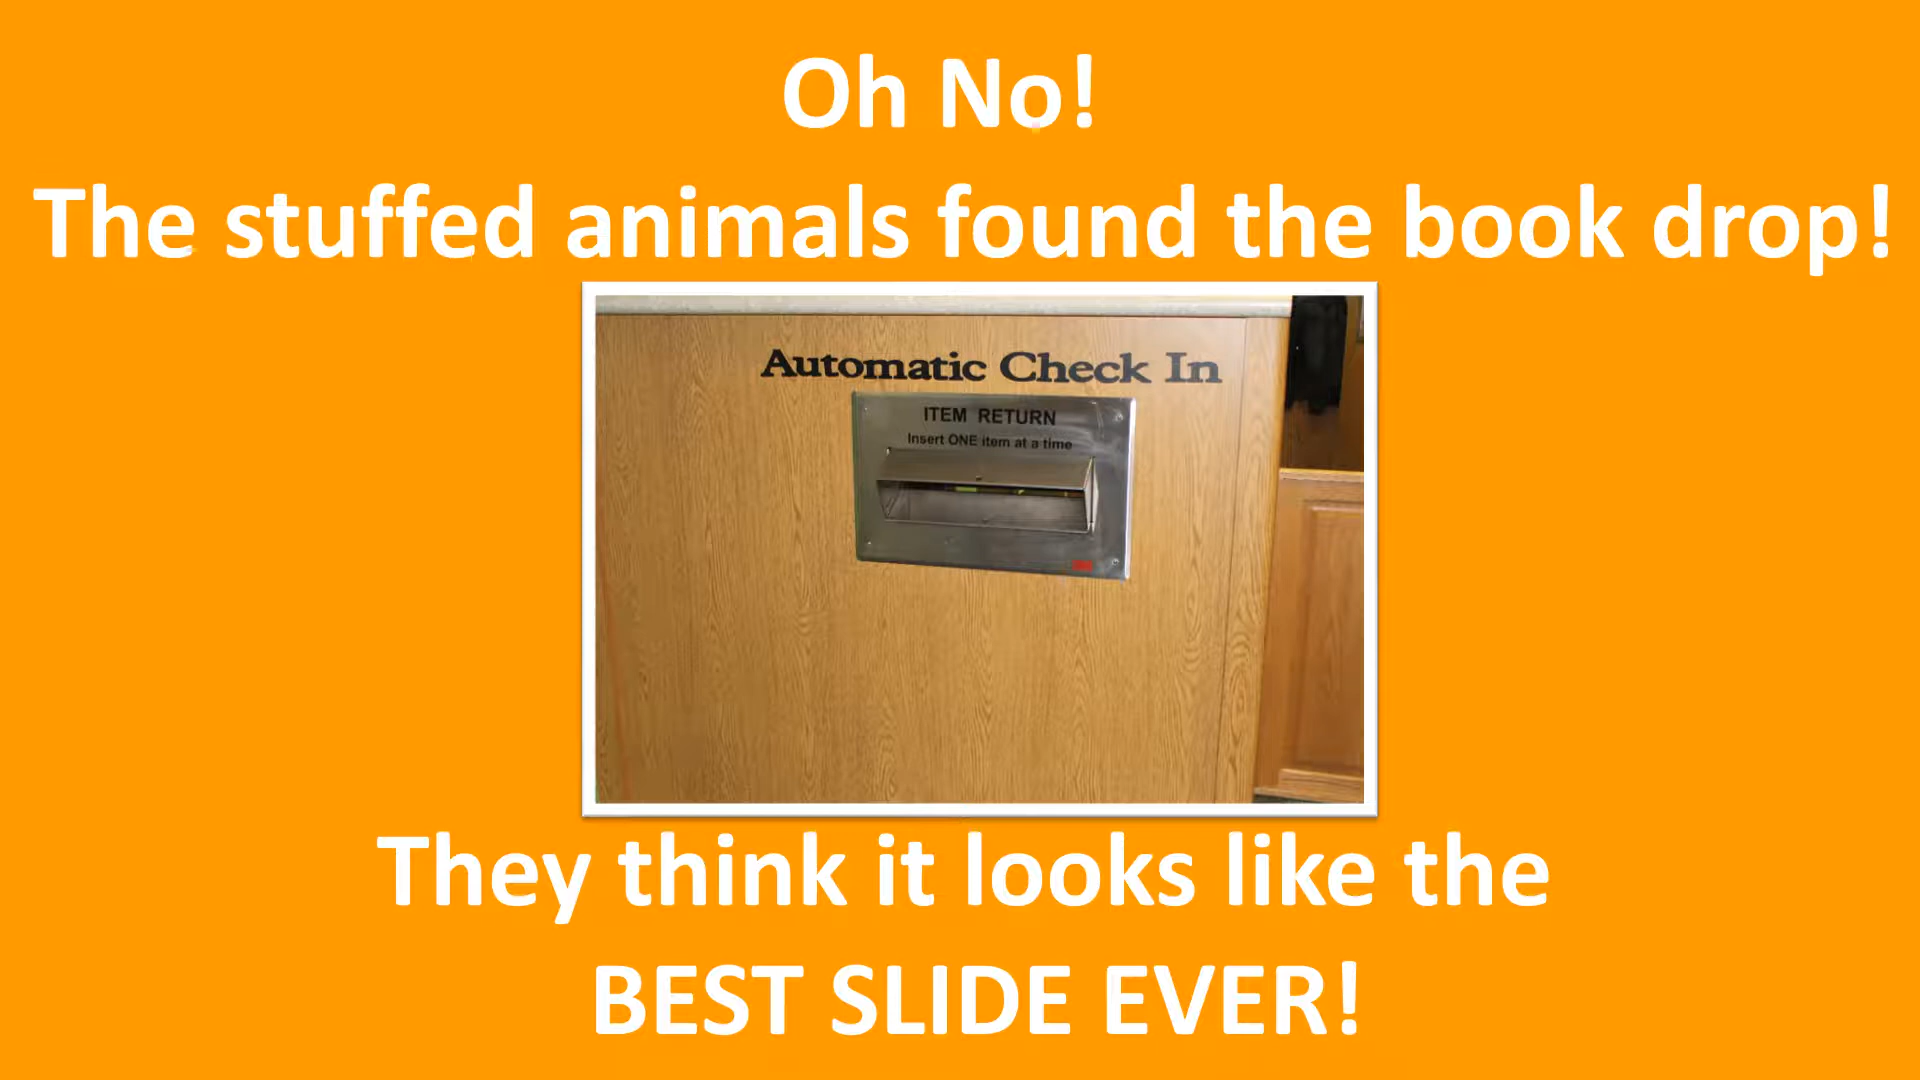 Oh No!
The stuffed animals found the book drop!
Automatic Check In
ITEM RETURN
Insert ONE item at a time
They think it looks like the
BEST SLIDE EVER!